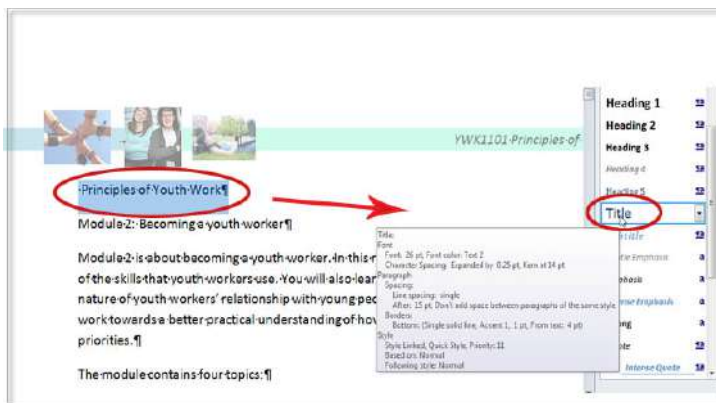 YWK1101·Principles·of
·Principles·of·Youth·Work¶
Module·2:·Becoming·a·youth·worker¶
Module·2·is·about·becoming·a·youth·worker.·In·this·
of·the·skills·that·youth·workers·use.·You·will·also·lear
nature·of·youth·workers'·relationship·with·young·peo
work·towards·a·better·practical·understanding·of·how
priorities.¶
The·module·contains·four·topics:¶
Heading 1
Heading 2
Heading 3
Heading 4
Heading 5
Title
Title:
Font
Font: 26 pt, Font color: Text 2
Character Spacing: Expanded by 0.25 pt, Kern at 14 pt
Paragraph
Spacing:
Line spacing: single
After: 15 pt, Don't add space between paragraphs of the same style
Borders:
Bottom: (Single solid line, Accent 1, 1 pt, From text: 4 pt)
Style
Style Linked, Quick Style, Priority: 11
Based on: Normal
Following style: Normal
Intense Quote